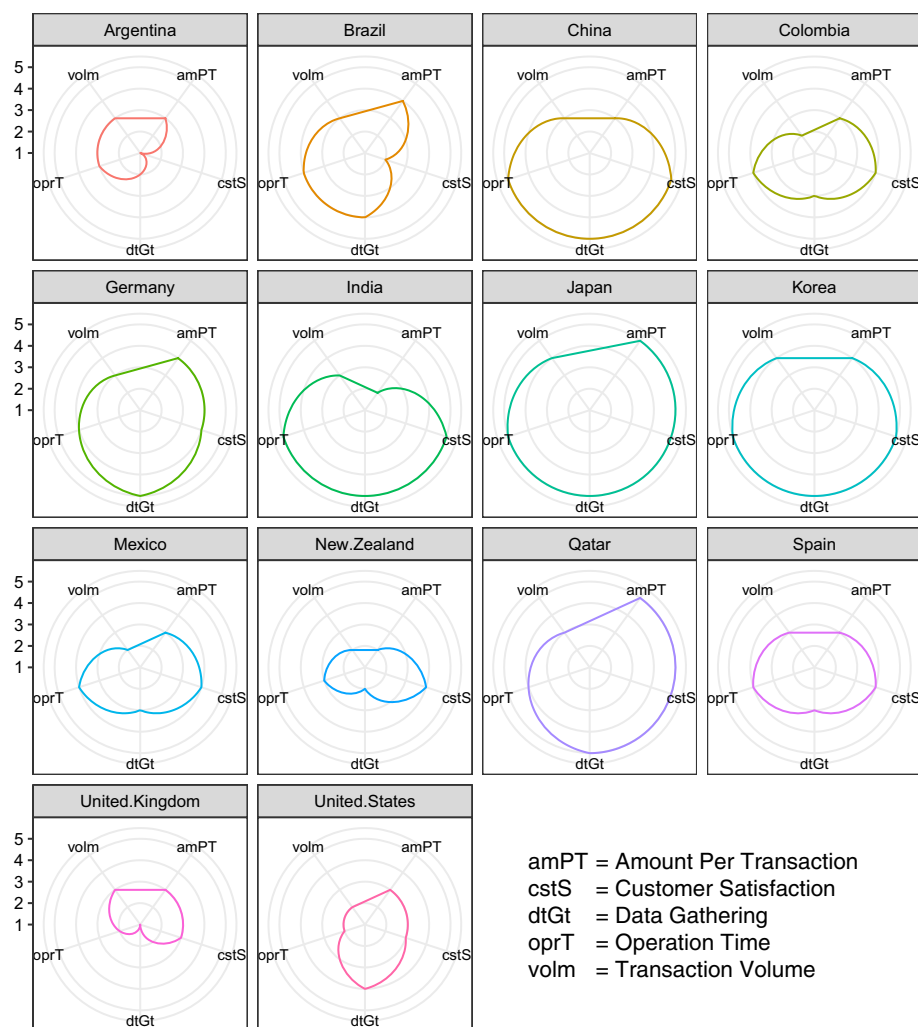 Argentina
Brazil
China
Colombia
5
4
3
2
1
volm
amPT
cstS
dtGt
oprT
volm
amPT
cstS
dtGt
oprT
volm
amPT
cstS
dtGt
oprT
volm
amPT
cstS
dtGt
oprT
Germany
India
Japan
Korea
5
4
3
2
1
volm
amPT
cstS
dtGt
oprT
volm
amPT
cstS
dtGt
oprT
volm
amPT
cstS
dtGt
oprT
volm
amPT
cstS
dtGt
oprT
Mexico
New.Zealand
Qatar
Spain
5
4
3
2
1
volm
amPT
cstS
dtGt
oprT
volm
amPT
cstS
dtGt
oprT
volm
amPT
cstS
dtGt
oprT
volm
amPT
cstS
dtGt
oprT
United.Kingdom
United.States
5
4
3
2
1
volm
amPT
cstS
dtGt
oprT
volm
amPT
cstS
dtGt
oprT
amPT = Amount Per Transaction
cstS = Customer Satisfaction
dtGt = Data Gathering
oprT = Operation Time
volm = Transaction Volume